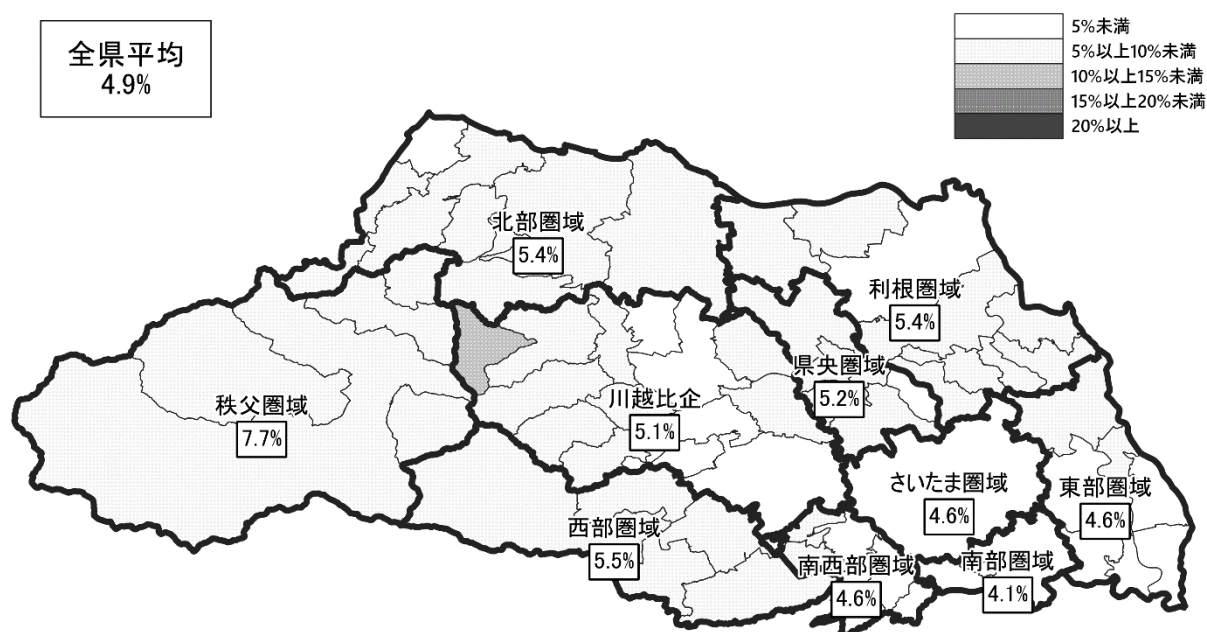 全県平均
4.9%
5%未満
5%以上10%未満
10%以上15%未満
15%以上20%未満
20%以上
北部圏域
5.4%
利根圏域
5.4%
県央圏域
5.2%
秩父圏域
7.7%
川越比企
5.1%
さいたま圏域
4.6%
東部圏域
4.6%
西部圏域
5.5%
南西部圏域
4.6%
南部圏域
4.1%